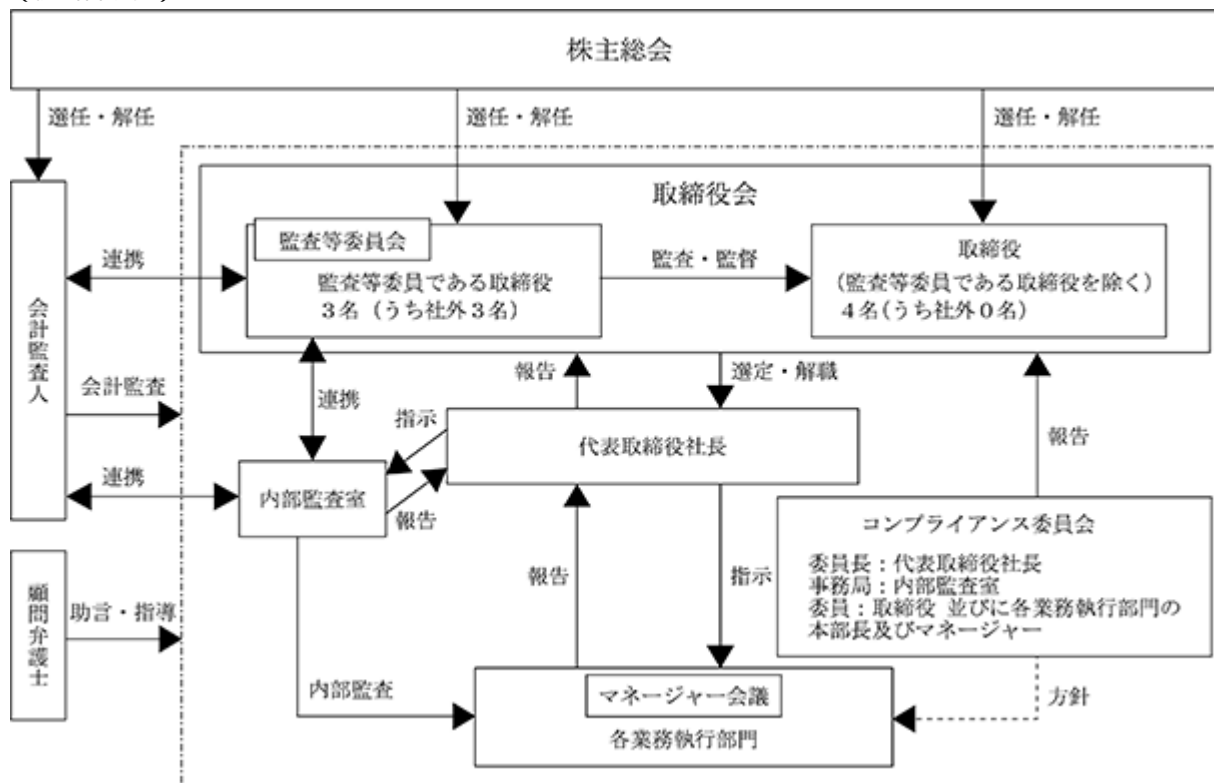 株主総会
選任・解任
選任・解任
選任・解任
取締役会
監査等委員会
監査等委員である取締役
3名（うち社外3名）
監査・監督
取締役
（監査等委員である取締役を除く）
4名（うち社外0名）
連携
会計監査人
会計監査
連携
連携
報告
選定・解職
指示
代表取締役社長
報告
内部監査室
報告
コンプライアンス委員会
委員長：代表取締役社長
事務局：内部監査室
委員：取締役 並びに各業務執行部門の
本部長及びマネージャー
報告
指示
顧問弁護士
助言・指導
内部監査
マネージャー会議
各業務執行部門
方針